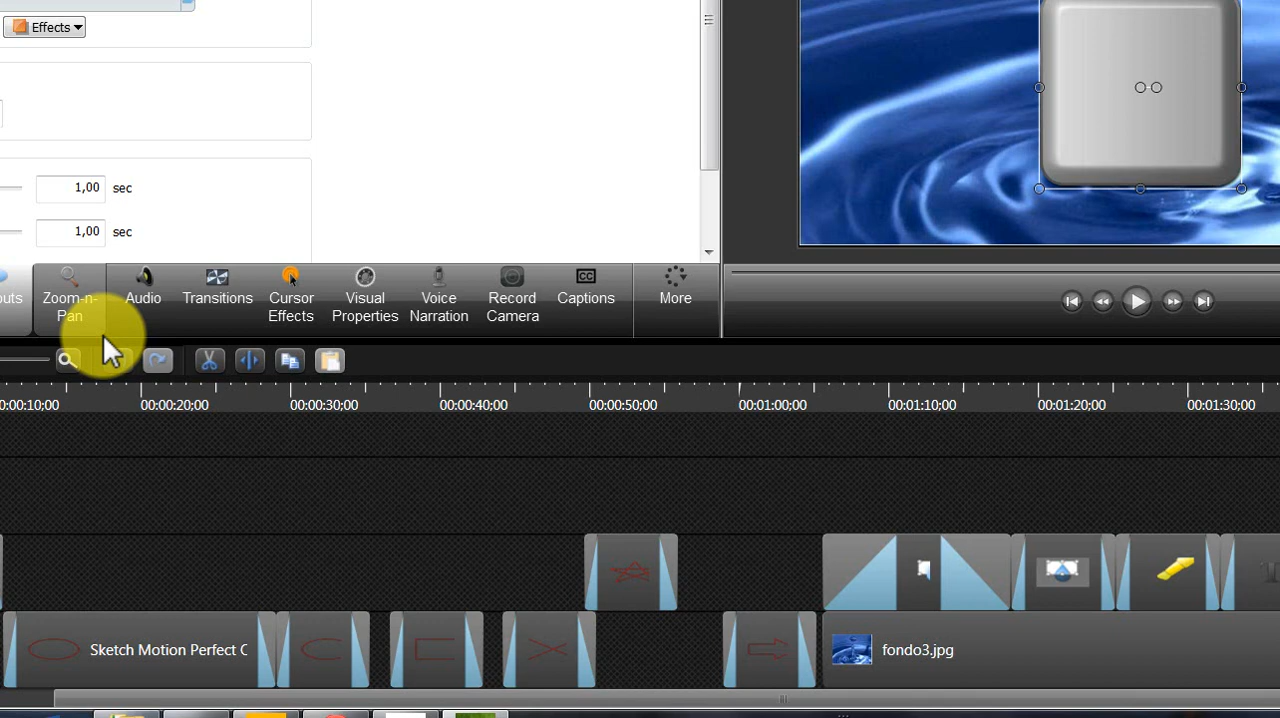 Effects
1,00 sec
1,00 sec
Zoom-n-
Pan
Audio
Transitions
Cursor
Effects
Visual
Properties
Voice
Narration
Record
Camera
CC
Captions
More
0:00:10;00 00:00:20;00 00:00:30;00 00:00:40;00 00:00:50;00 00:01:00;00 00:01:10;00 00:01:20;00 00:01:30;00
Sketch Motion Perfect C
fondo3.jpg